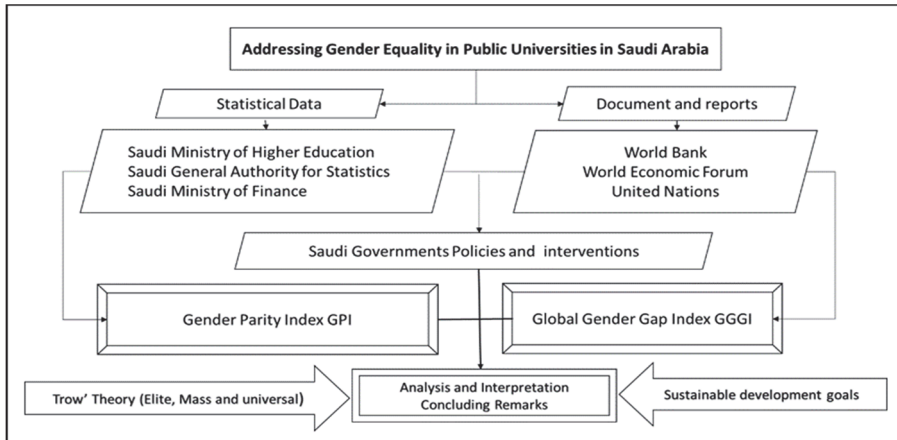 Addressing Gender Equality in Public Universities in Saudi Arabia
Statistical Data
Document and reports
Saudi Ministry of Higher Education
Saudi General Authority for Statistics
Saudi Ministry of Finance
World Bank
World Economic Forum
United Nations
Saudi Governments Policies and interventions
Gender Parity Index GPI
Global Gender Gap Index GGGI
Trow' Theory (Elite, Mass and universal)
Analysis and Interpretation
Concluding Remarks
Sustainable development goals